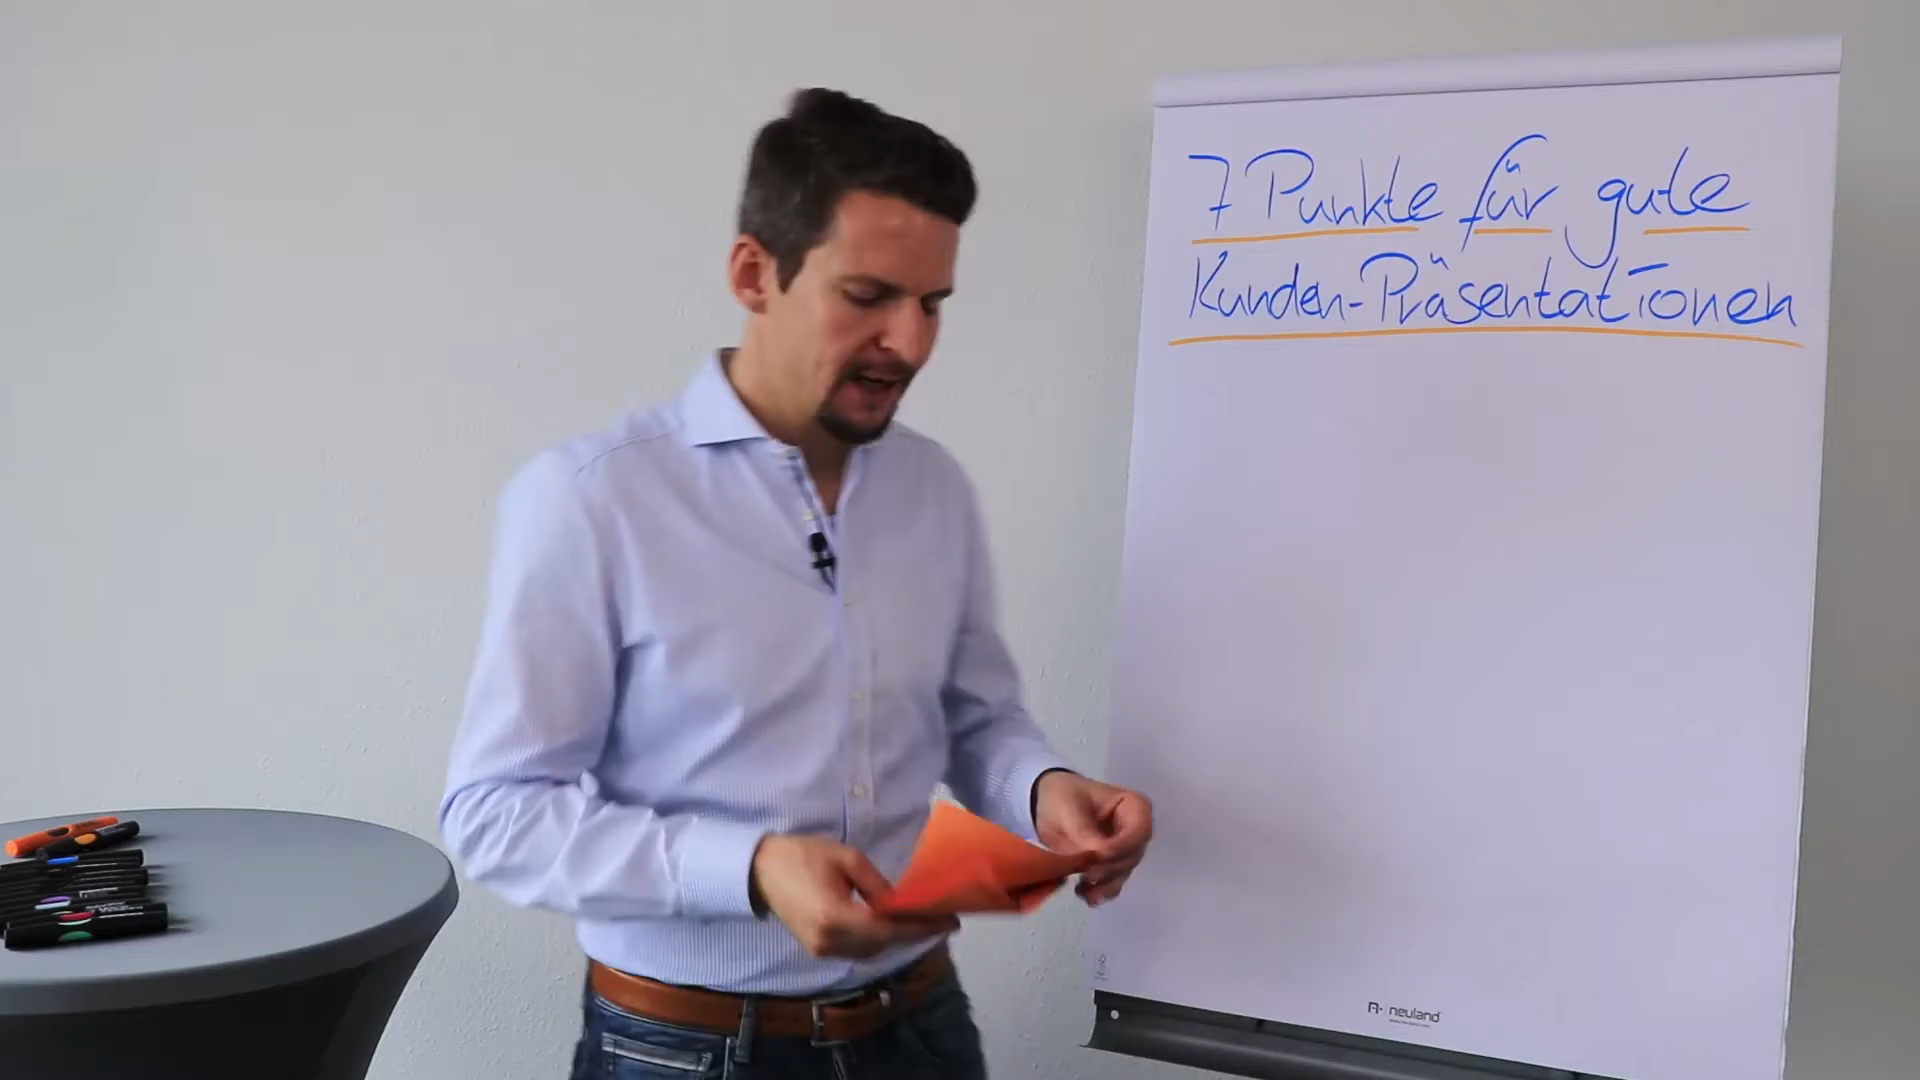 7 Punkte für gute
Kunden-Präsentationen
neuland